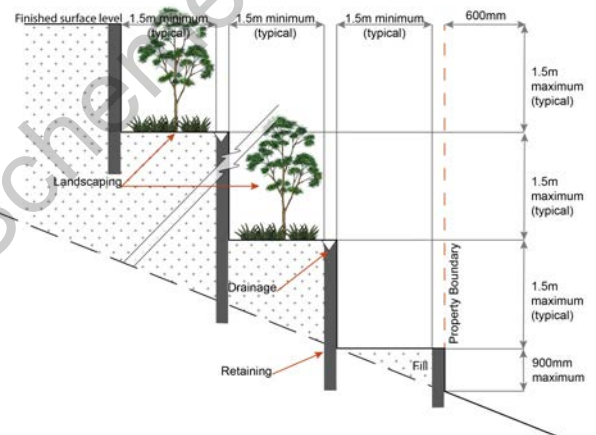 Finished surface level
1.5m minimum
(typical)
1.5m minimum
(typical)
1.5m minimum
(typical)
600mm
1.5m
maximum
(typical)
Landscaping
1.5m
maximum
(typical)
Drainage
Property Boundary
1.5m
maximum
(typical)
Retaining
Fill
900mm
maximum